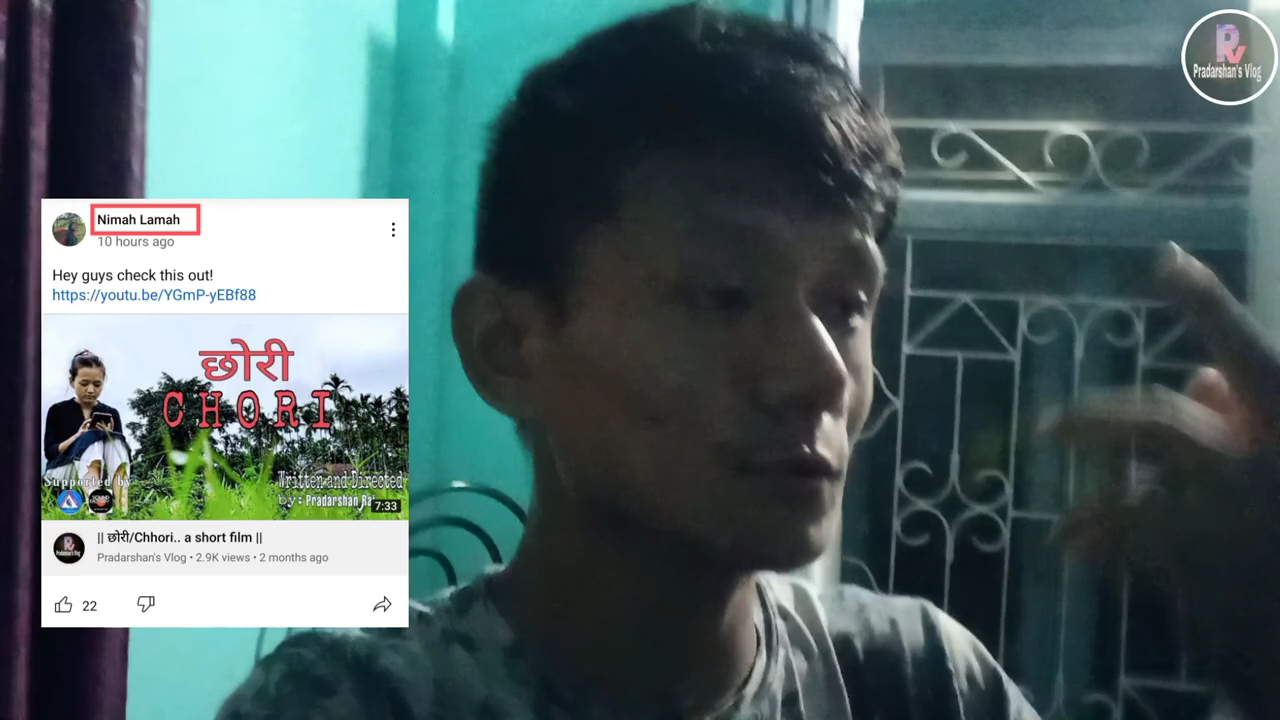 Nimah Lamah
10 hours ago
Hey guys check this out!
https://youtu.be/YGmP-yEBf88
छोरी
CHORI
Supported by
Written and Directed
by: Pradarshan Rai
7:33
|| छोरी/Chhori.. a short film ||
Pradarshan's Vlog • 2.9K views • 2 months ago
22
PV
Pradarshan's Vlog